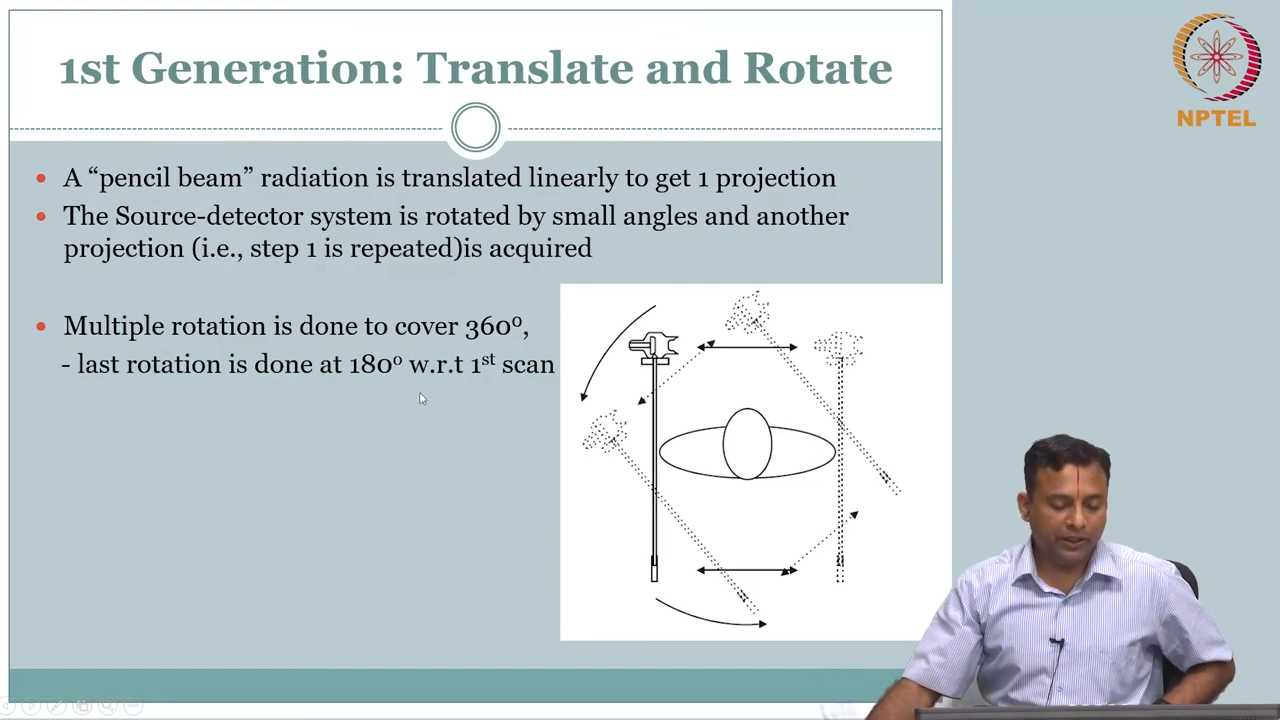 1st Generation: Translate and Rotate
NPTEL
A “pencil beam” radiation is translated linearly to get 1 projection
The Source-detector system is rotated by small angles and another
projection (i.e., step 1 is repeated)is acquired
Multiple rotation is done to cover 360º,
- last rotation is done at 180º w.r.t 1st scan